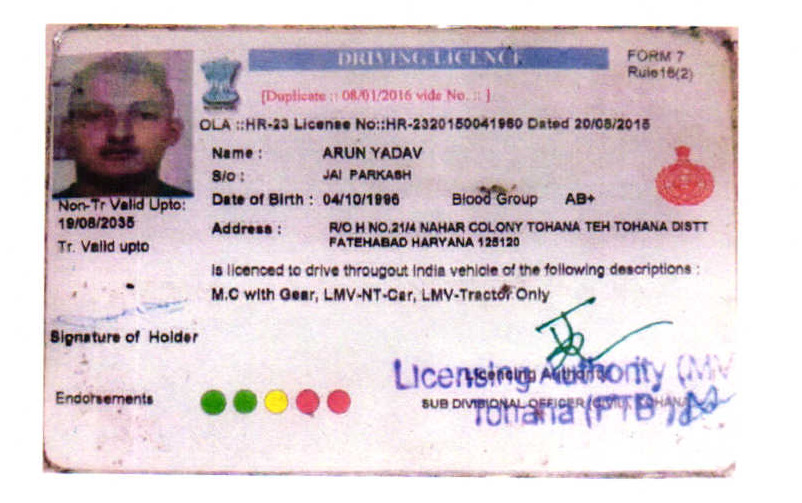 DRIVING LICENCE
FORM 7
Rule16(2)
[Duplicate :: 08/01/2016 vide No. :: ]
OLA ::HR-23 License No::HR-2320150041960 Dated 20/08/2015
Name : ARUN YADAV
S/o : JAI PARKASH
Date of Birth : 04/10/1996 Blood Group AB+
Address : R/O H NO.21/4 NAHAR COLONY TOHANA TEH TOHANA DISTT
FATEHABAD HARYANA 125120
Non-Tr Valid Upto:
19/08/2035
Tr. Valid upto
is licenced to drive througout India vehicle of the following descriptions :
M.C with Gear, LMV-NT-Car, LMV-Tractor Only
Signature of Holder
Licensing Authority
Licensing Authority (MV
Endorsements
SUB DIVISIONAL OFFICER (CIVIL), TOHANA
Tohana (FTB)